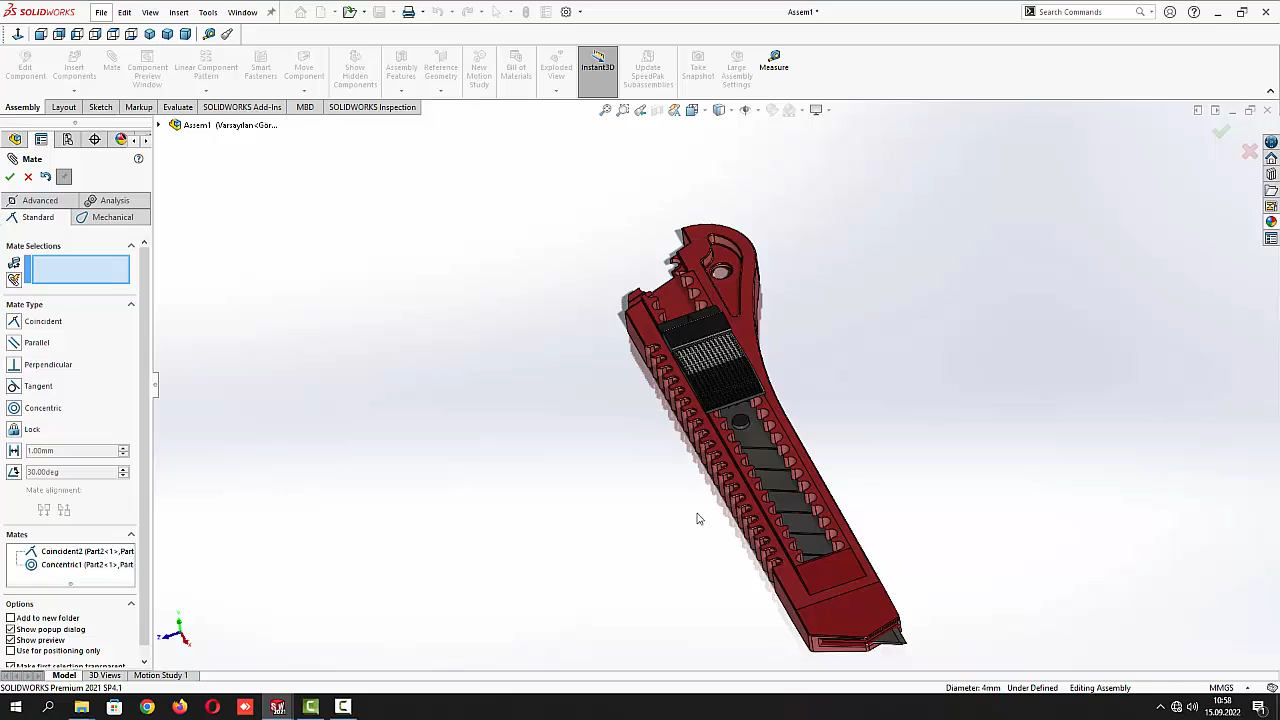 SOLIDWORKS
File Edit View Insert Tools Window
Assem1 *
Search Commands
Edit Component
Insert Components
Mate
Component Preview Window
Linear Component Pattern
Smart Fasteners
Move Component
Show Hidden Components
Assembly Features
Reference Geometry
New Motion Study
Bill of Materials
Exploded View
Instant3D
Update SpeedPak Subassemblies
Take Snapshot
Large Assembly Settings
Measure
Assembly Layout Sketch Markup Evaluate SOLIDWORKS Add-Ins MBD SOLIDWORKS Inspection
Assem1 (Varsayılan<Gör...
Mate
Advanced Analysis
Standard Mechanical
Mate Selections
Mate Type
Coincident
Parallel
Perpendicular
Tangent
Concentric
Lock
1.00mm
30.00deg
Mate alignment:
Mates
Coincident2 (Part2<1>,Part
Concentric1 (Part2<1>,Part
Options
Add to new folder
Show popup dialog
Show preview
Use for positioning only
Make first selection transparent
Y
Z
X
Model 3D Views Motion Study 1
SOLIDWORKS Premium 2021 SP4.1
Diameter: 4mm Under Defined Editing Assembly
MMGS
10:58
15.09.2022